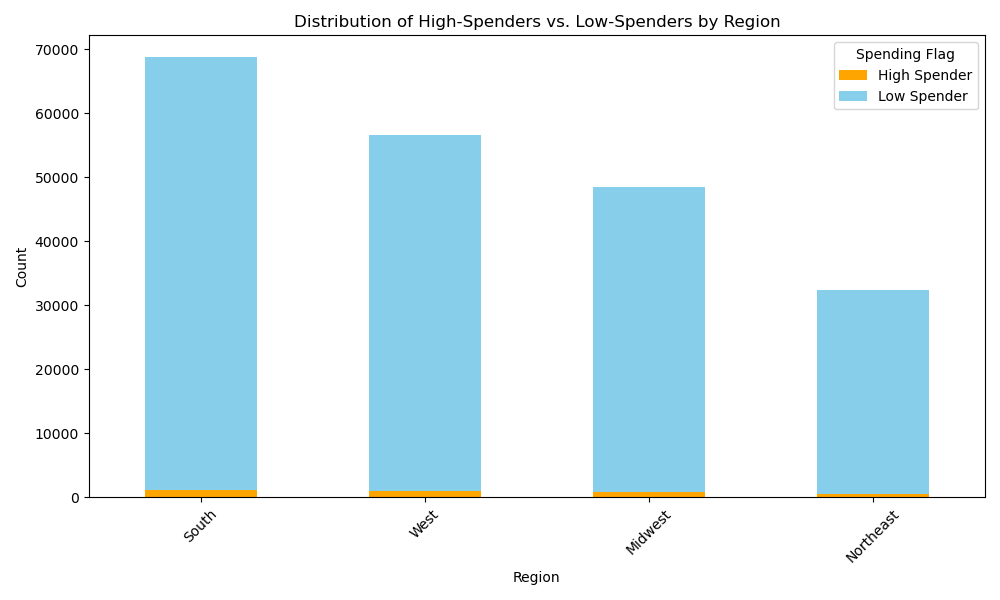 Distribution of High-Spenders vs. Low-Spenders by Region
Spending Flag
High Spender
Low Spender
70000
60000
50000
40000
30000
20000
10000
0
Count
South
West
Midwest
Northeast
Region